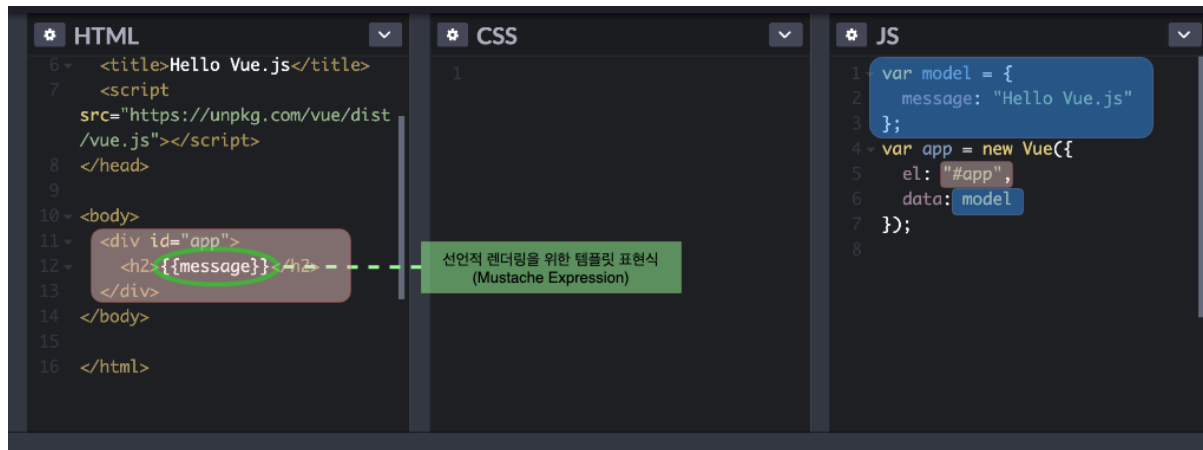 HTML
6 <title>Hello Vue.js</title>
7 <script
src="https://unpkg.com/vue/dist
/vue.js"></script>
8 </head>
9
10 <body>
11 <div id="app">
12 <h2>{{message}}</h2>
13 </div>
14 </body>
15
16 </html>
선언적 렌더링을 위한 템플릿 표현식
(Mustache Expression)
CSS
1
JS
1 var model = {
2 message: "Hello Vue.js"
3 };
4 var app = new Vue({
5 el: "#app",
6 data: model
7 });
8